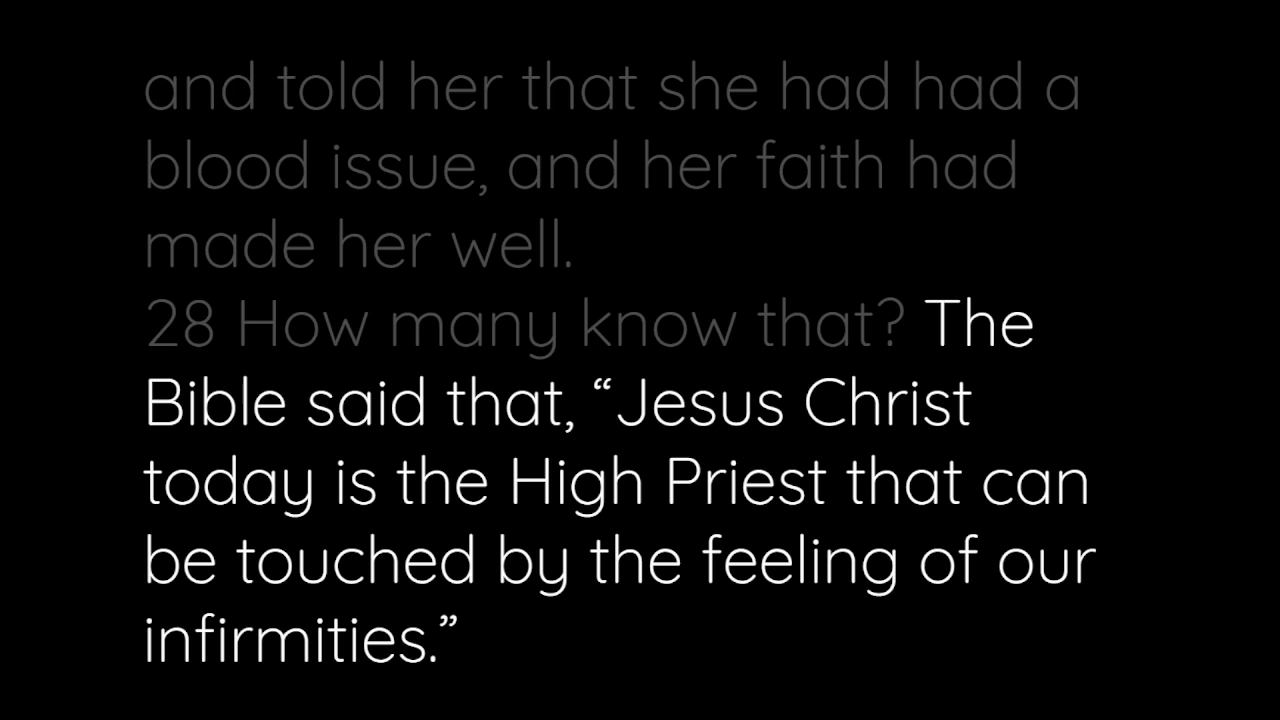 and told her that she had had a
blood issue, and her faith had
made her well.
28 How many know that? The
Bible said that, “Jesus Christ
today is the High Priest that can
be touched by the feeling of our
infirmities.”